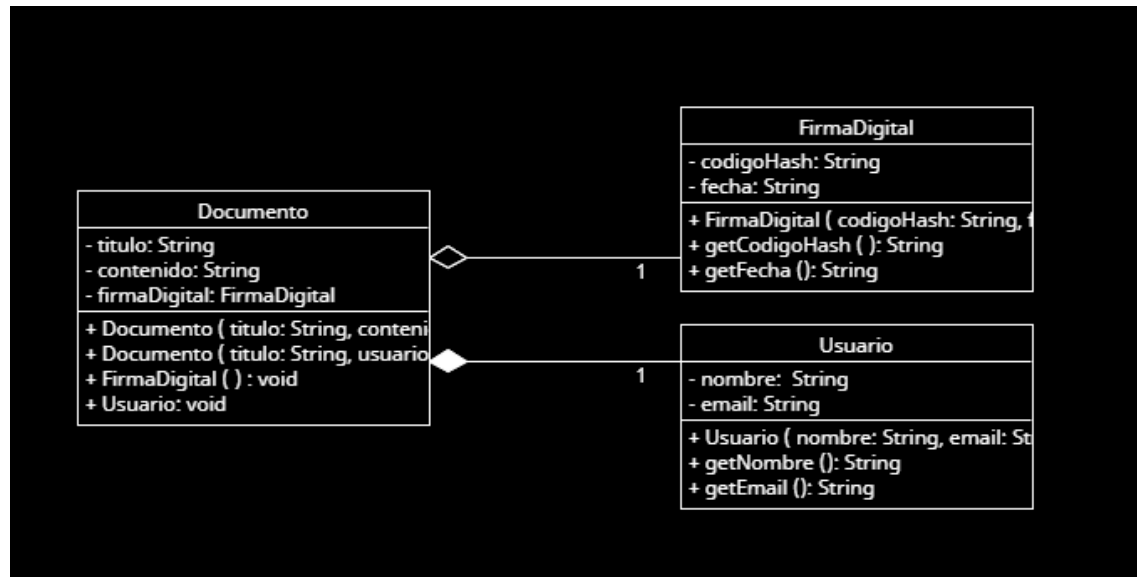 Documento
- titulo: String
- contenido: String
- firmaDigital: FirmaDigital
+ Documento ( titulo: String, conteni
+ Documento ( titulo: String, usuario
+ FirmaDigital ( ) : void
+ Usuario: void
1
1
FirmaDigital
- codigoHash: String
- fecha: String
+ FirmaDigital ( codigoHash: String, f
+ getCodigoHash ( ): String
+ getFecha (): String
Usuario
- nombre: String
- email: String
+ Usuario ( nombre: String, email: St
+ getNombre (): String
+ getEmail (): String